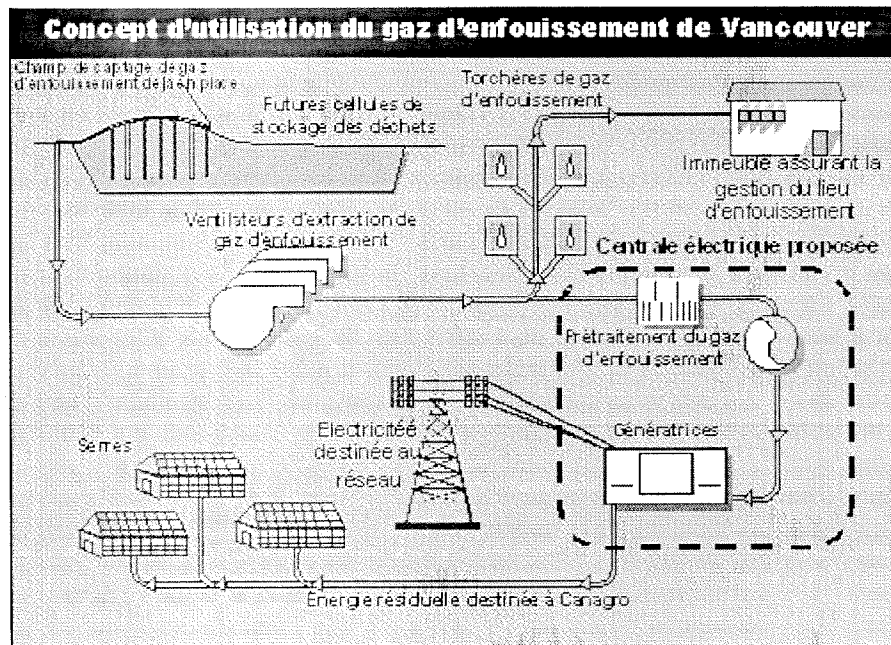 Concept d'utilisation du gaz d'enfouissement de Vancouver
Champ de captage de gaz
d'enfouissement déjà en place
Futures cellules de
stockage des déchets
Torchères de gaz
d'enfouissement
Immeuble assurant la
gestion du lieu
d'enfouissement
Ventilateurs d'extraction de
gaz d'enfouissement
Centrale électrique proposée
Prétraitement du gaz
d'enfouissement
Electricitéé
destinée au
réseau
Génératrices
Serres
Énergie résiduelle destinée à Canagro